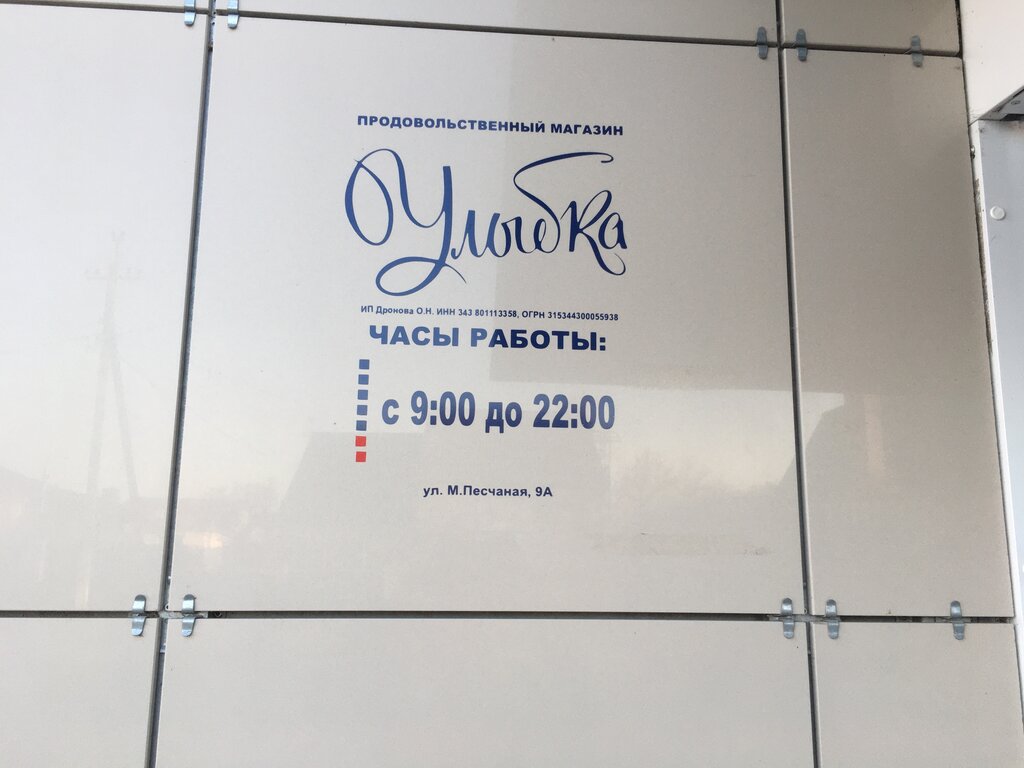 ПРОДОВОЛЬСТВЕННЫЙ МАГАЗИН
Улыбка
ИП Дронова О.Н. ИНН 343 801113358, ОГРН 315344300055938
ЧАСЫ РАБОТЫ:
с 9:00 до 22:00
ул. М.Песчаная, 9А